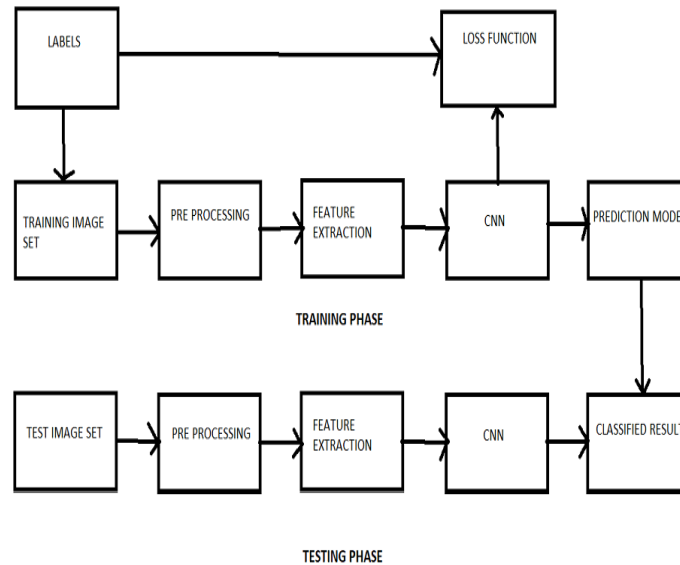 LABELS
LOSS FUNCTION
TRAINING IMAGE
SET
PRE PROCESSING
FEATURE
EXTRACTION
CNN
PREDICTION MODE
TRAINING PHASE
TEST IMAGE SET
PRE PROCESSING
FEATURE
EXTRACTION
CNN
CLASSIFIED RESULT
TESTING PHASE